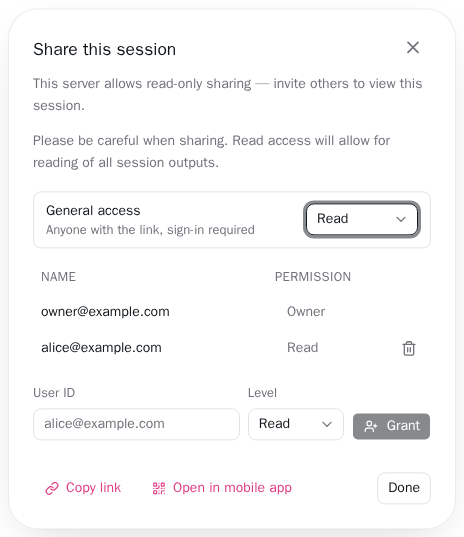 Share this session
This server allows read-only sharing — invite others to view this
session.
Please be careful when sharing. Read access will allow for
reading of all session outputs.
General access
Anyone with the link, sign-in required
Read
NAME PERMISSION
owner@example.com Owner
alice@example.com Read
User ID Level
alice@example.com Read Grant
Copy link Open in mobile app Done